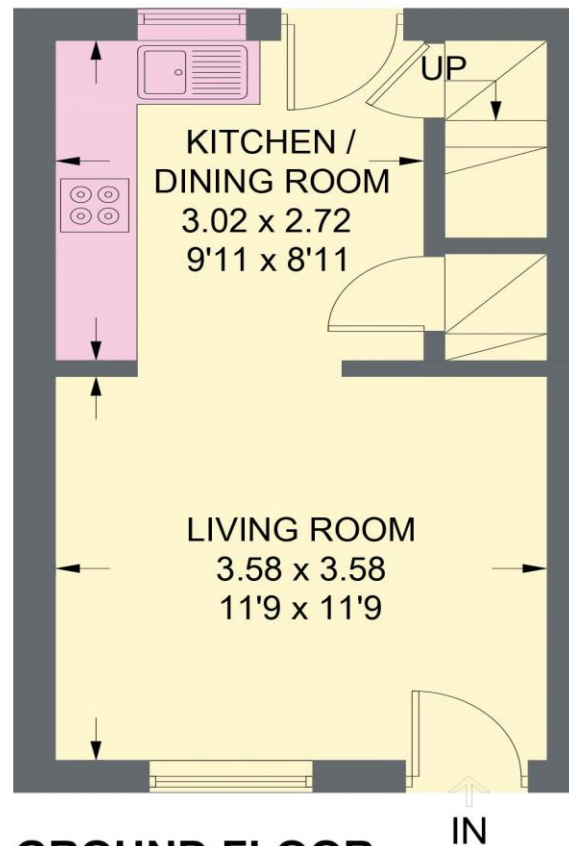 UP
KITCHEN /
DINING ROOM
3.02 x 2.72
9'11 x 8'11
LIVING ROOM
3.58 x 3.58
11'9 x 11'9
IN
GROUND FLOOR